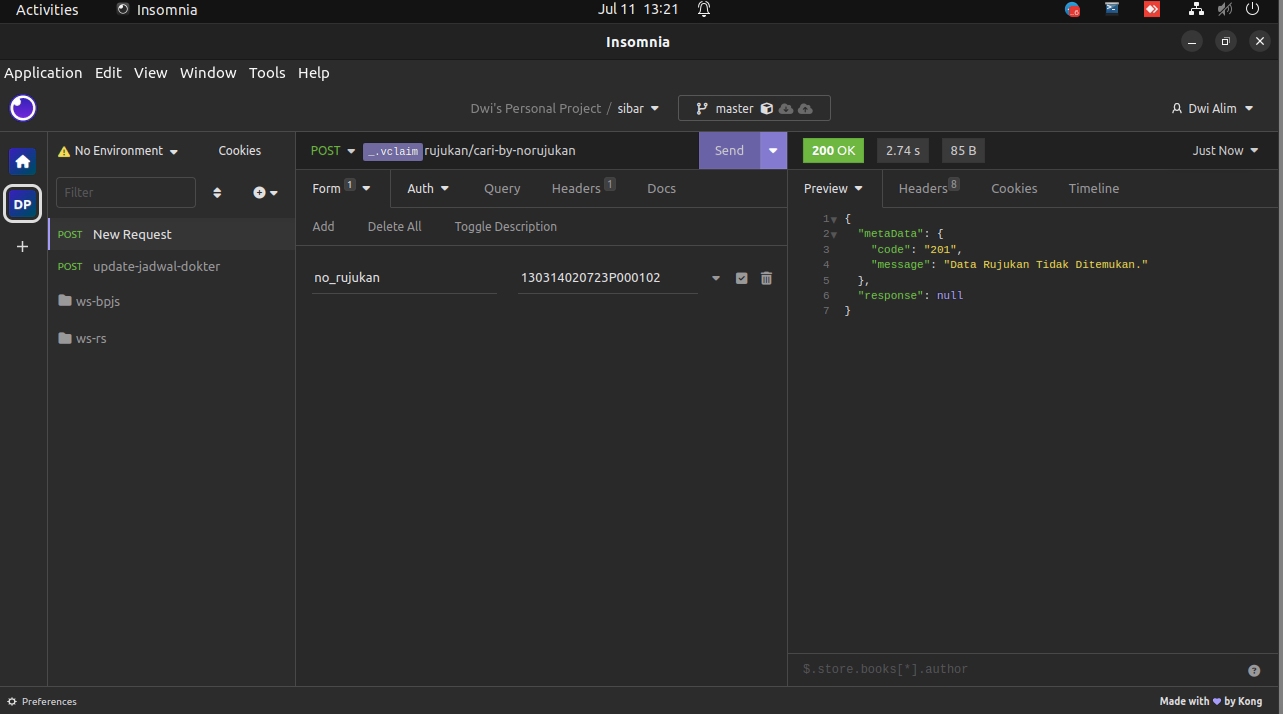 Activities Insomnia Jul 11 13:21
Insomnia
Application Edit View Window Tools Help
Dwi's Personal Project / sibar master Dwi Alim
No Environment Cookies
Filter
DP
POST New Request
POST update-jadwal-dokter
ws-bpjs
ws-rs
POST _.vclaim rujukan/cari-by-norujukan Send
Form 1 Auth Query Headers 1 Docs
Add Delete All Toggle Description
no_rujukan 130314020723P000102
200 OK 2.74 s 85 B Just Now
Preview Headers 8 Cookies Timeline
1 {
2 "metaData": {
3 "code": "201",
4 "message": "Data Rujukan Tidak Ditemukan."
5 },
6 "response": null
7 }
$.store.books[*].author
Preferences Made with by Kong